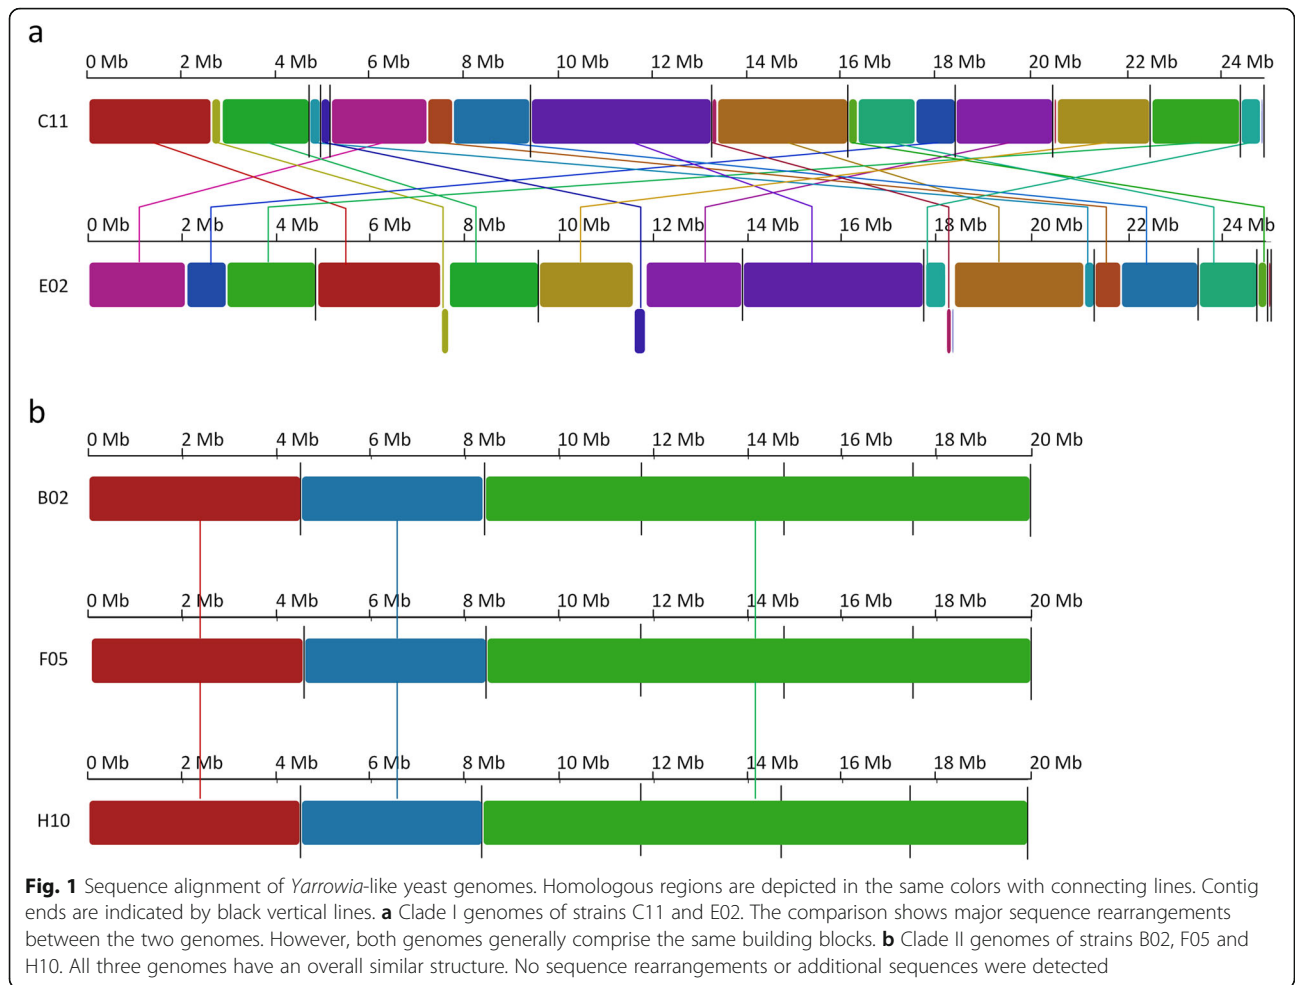 a
0 Mb 2 Mb 4 Mb 6 Mb 8 Mb 10 Mb 12 Mb 14 Mb 16 Mb 18 Mb 20 Mb 22 Mb 24 Mb
C11
0 Mb 2 Mb 4 Mb 6 Mb 8 Mb 10 Mb 12 Mb 14 Mb 16 Mb 18 Mb 20 Mb 22 Mb 24 Mb
E02
b
0 Mb 2 Mb 4 Mb 6 Mb 8 Mb 10 Mb 12 Mb 14 Mb 16 Mb 18 Mb 20 Mb
B02
0 Mb 2 Mb 4 Mb 6 Mb 8 Mb 10 Mb 12 Mb 14 Mb 16 Mb 18 Mb 20 Mb
F05
0 Mb 2 Mb 4 Mb 6 Mb 8 Mb 10 Mb 12 Mb 14 Mb 16 Mb 18 Mb 20 Mb
H10
Fig. 1 Sequence alignment of Yarrowia-like yeast genomes. Homologous regions are depicted in the same colors with connecting lines. Contig
ends are indicated by black vertical lines. a Clade I genomes of strains C11 and E02. The comparison shows major sequence rearrangements
between the two genomes. However, both genomes generally comprise the same building blocks. b Clade II genomes of strains B02, F05 and
H10. All three genomes have an overall similar structure. No sequence rearrangements or additional sequences were detected